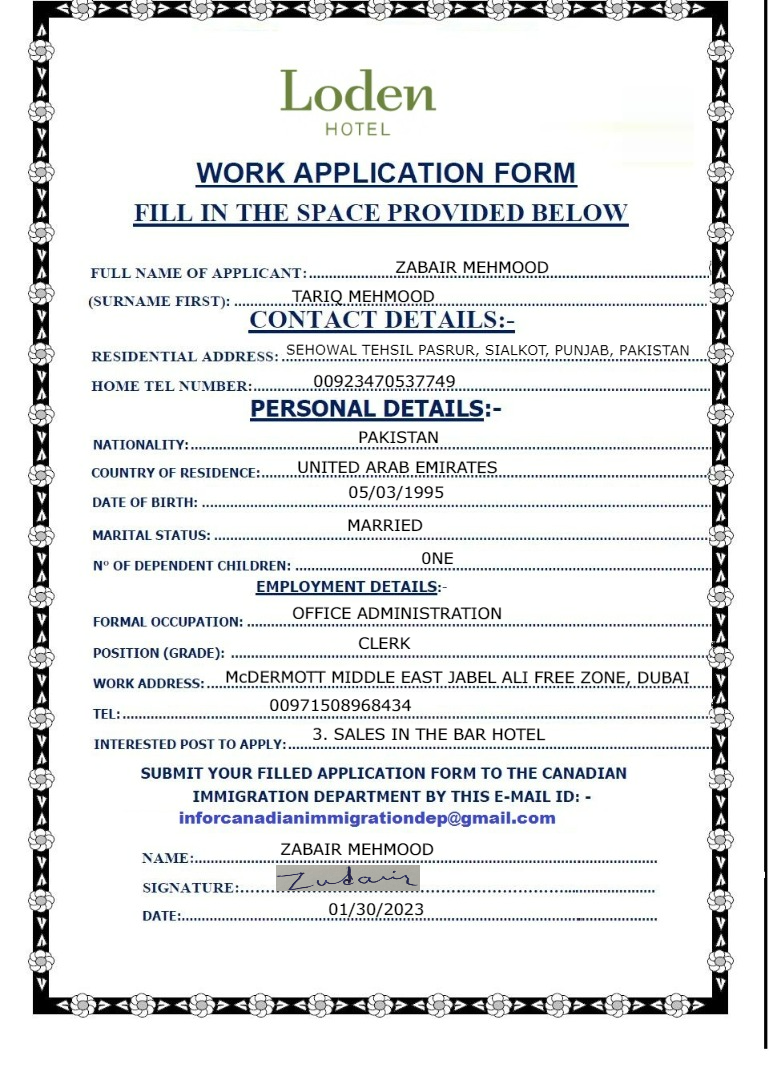 Loden
HOTEL
WORK APPLICATION FORM
FILL IN THE SPACE PROVIDED BELOW
FULL NAME OF APPLICANT: ZABAIR MEHMOOD
(SURNAME FIRST): TARIQ MEHMOOD
CONTACT DETAILS:-
RESIDENTIAL ADDRESS: SEHOWAL TEHSIL PASRUR, SIALKOT, PUNJAB, PAKISTAN
HOME TEL NUMBER: 00923470537749
PERSONAL DETAILS:-
NATIONALITY: PAKISTAN
COUNTRY OF RESIDENCE: UNITED ARAB EMIRATES
DATE OF BIRTH: 05/03/1995
MARITAL STATUS: MARRIED
N° OF DEPENDENT CHILDREN: 0NE
EMPLOYMENT DETAILS:-
FORMAL OCCUPATION: OFFICE ADMINISTRATION
POSITION (GRADE): CLERK
WORK ADDRESS: McDERMOTT MIDDLE EAST JABEL ALI FREE ZONE, DUBAI
TEL: 00971508968434
INTERESTED POST TO APPLY: 3. SALES IN THE BAR HOTEL
SUBMIT YOUR FILLED APPLICATION FORM TO THE CANADIAN
IMMIGRATION DEPARTMENT BY THIS E-MAIL ID: -
inforcanadianimmigrationdep@gmail.com
NAME: ZABAIR MEHMOOD
SIGNATURE:
DATE: 01/30/2023